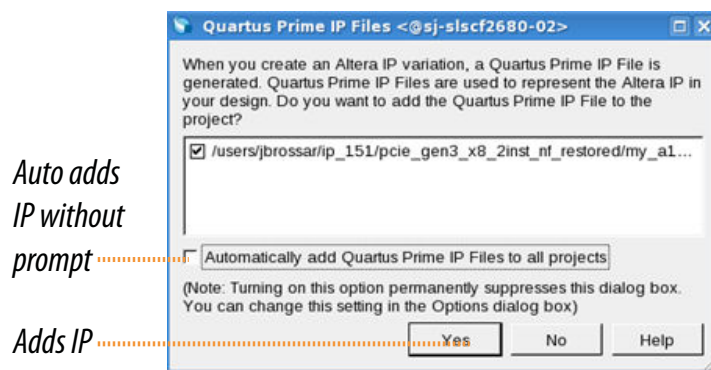 Quartus Prime IP Files <@sj-slscf2680-02>
When you create an Altera IP variation, a Quartus Prime IP File is
generated. Quartus Prime IP Files are used to represent the Altera IP in
your design. Do you want to add the Quartus Prime IP File to the
project?
/users/jbrossar/ip_151/pcie_gen3_x8_2inst_nf_restored/my_a1...
Auto adds
IP without
prompt
Automatically add Quartus Prime IP Files to all projects
(Note: Turning on this option permanently suppresses this dialog box.
You can change this setting in the Options dialog box)
Adds IP
Yes No Help